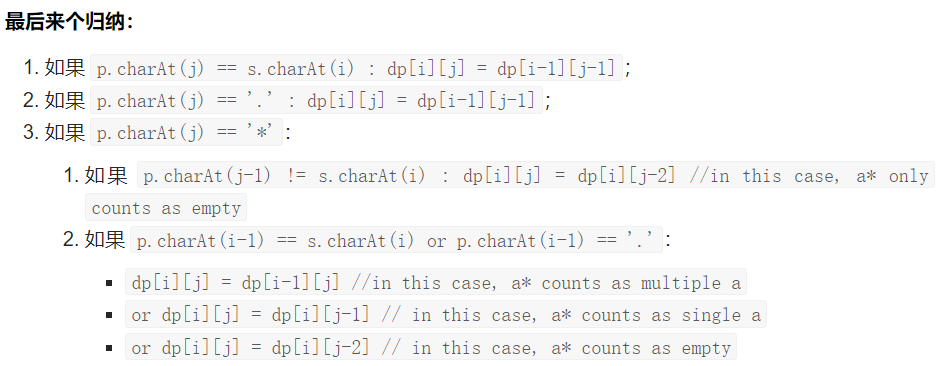 最后来个归纳：
1. 如果 p.charAt(j) == s.charAt(i) : dp[i][j] = dp[i-1][j-1]；
2. 如果 p.charAt(j) == '.' : dp[i][j] = dp[i-1][j-1]；
3. 如果 p.charAt(j) == '*'：
1. 如果 p.charAt(j-1) != s.charAt(i) : dp[i][j] = dp[i][j-2] //in this case, a* only
counts as empty
2. 如果 p.charAt(i-1) == s.charAt(i) or p.charAt(i-1) == '.'：
▪ dp[i][j] = dp[i-1][j] //in this case, a* counts as multiple a
▪ or dp[i][j] = dp[i][j-1] // in this case, a* counts as single a
▪ or dp[i][j] = dp[i][j-2] // in this case, a* counts as empty